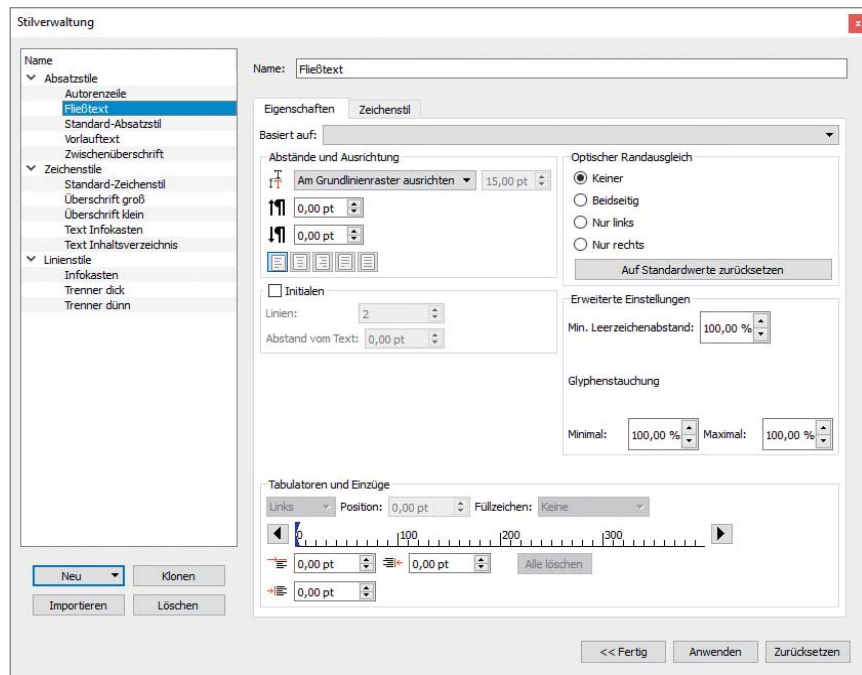 Stilverwaltung
x
Name
Absatzstile
Autorenzeile
Fließtext
Standard-Absatzstil
Vorlauftext
Zwischenüberschrift
Zeichenstile
Standard-Zeichenstil
Überschrift groß
Überschrift klein
Text Infokasten
Text Inhaltsverzeichnis
Linienstile
Infokasten
Trenner dick
Trenner dünn
Neu
Klonen
Importieren
Löschen
Name: Fließtext
Eigenschaften Zeichenstil
Basiert auf:
Abstände und Ausrichtung
Am Grundlinienraster ausrichten 15,00 pt
0,00 pt
0,00 pt
Initialen
Linien: 2
Abstand vom Text: 0,00 pt
Optischer Randausgleich
Keiner
Beidseitig
Nur links
Nur rechts
Auf Standardwerte zurücksetzen
Erweiterte Einstellungen
Min. Leerzeichenabstand: 100,00 %
Glyphenstauchung
Minimal: 100,00 % Maximal: 100,00 %
Tabulatoren und Einzüge
Links Position: 0,00 pt Füllzeichen: Keine
0 100 200 300
0,00 pt 0,00 pt Alle löschen
0,00 pt
<< Fertig Anwenden Zurücksetzen